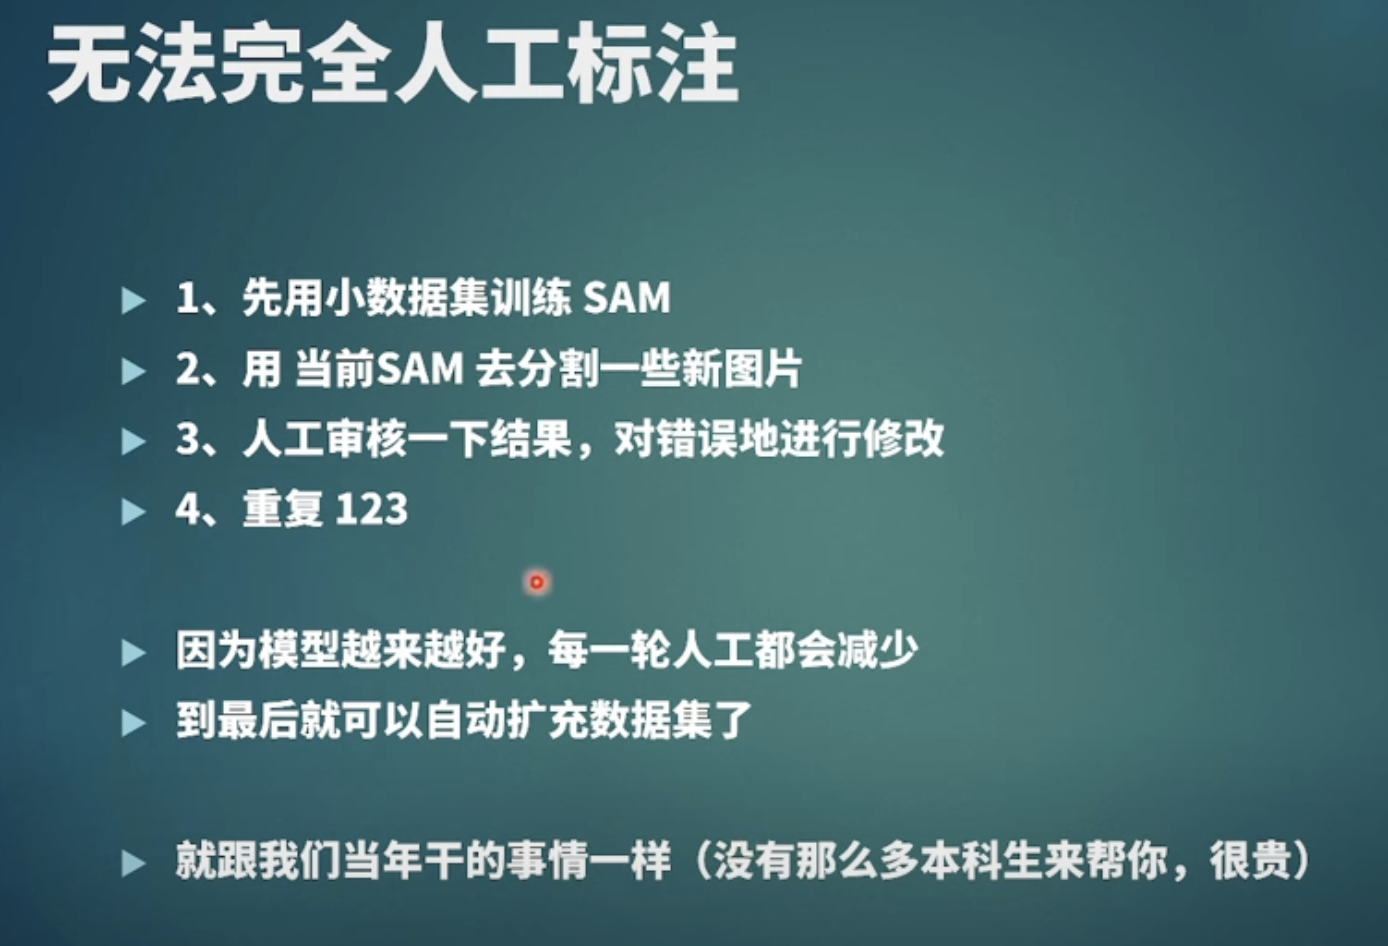 无法完全人工标注
1、先用小数据集训练 SAM
2、用 当前SAM 去分割一些新图片
3、人工审核一下结果，对错误地进行修改
4、重复 123
因为模型越来越好，每一轮人工都会减少
到最后就可以自动扩充数据集了
就跟我们当年干的事情一样（没有那么多本科生来帮你，很贵）